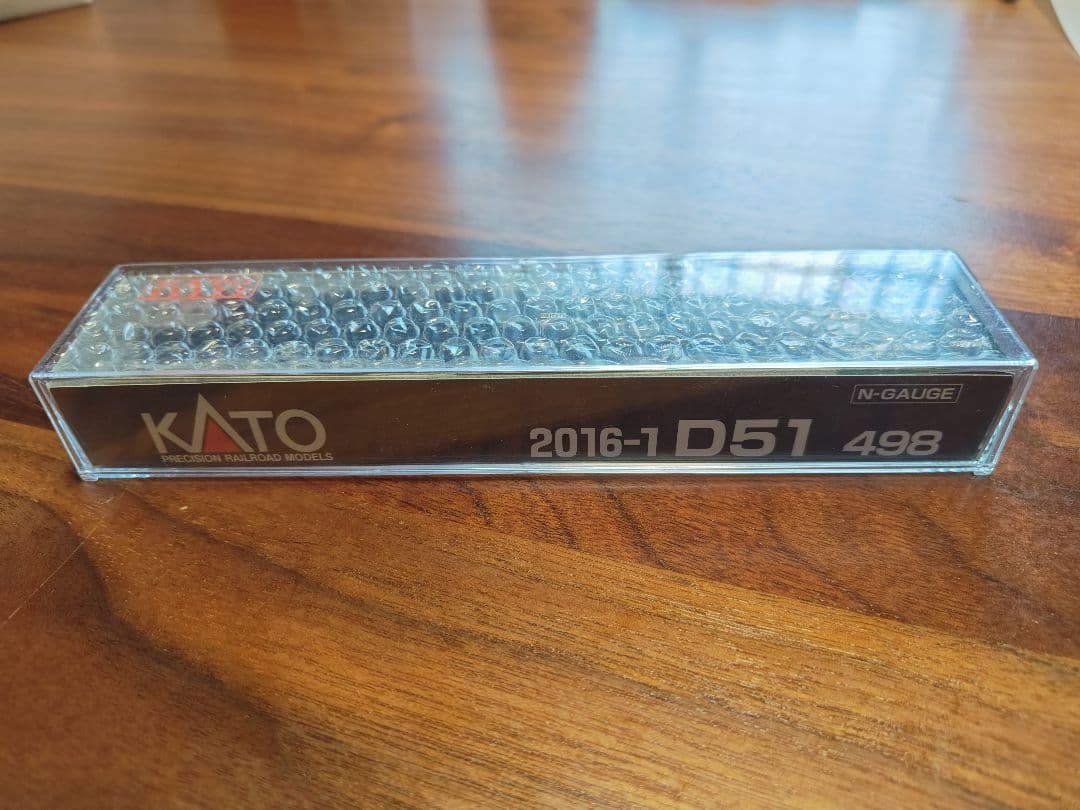 KATO
PRECISION RAILROAD MODELS
N-GAUGE
2016-1 D51 498